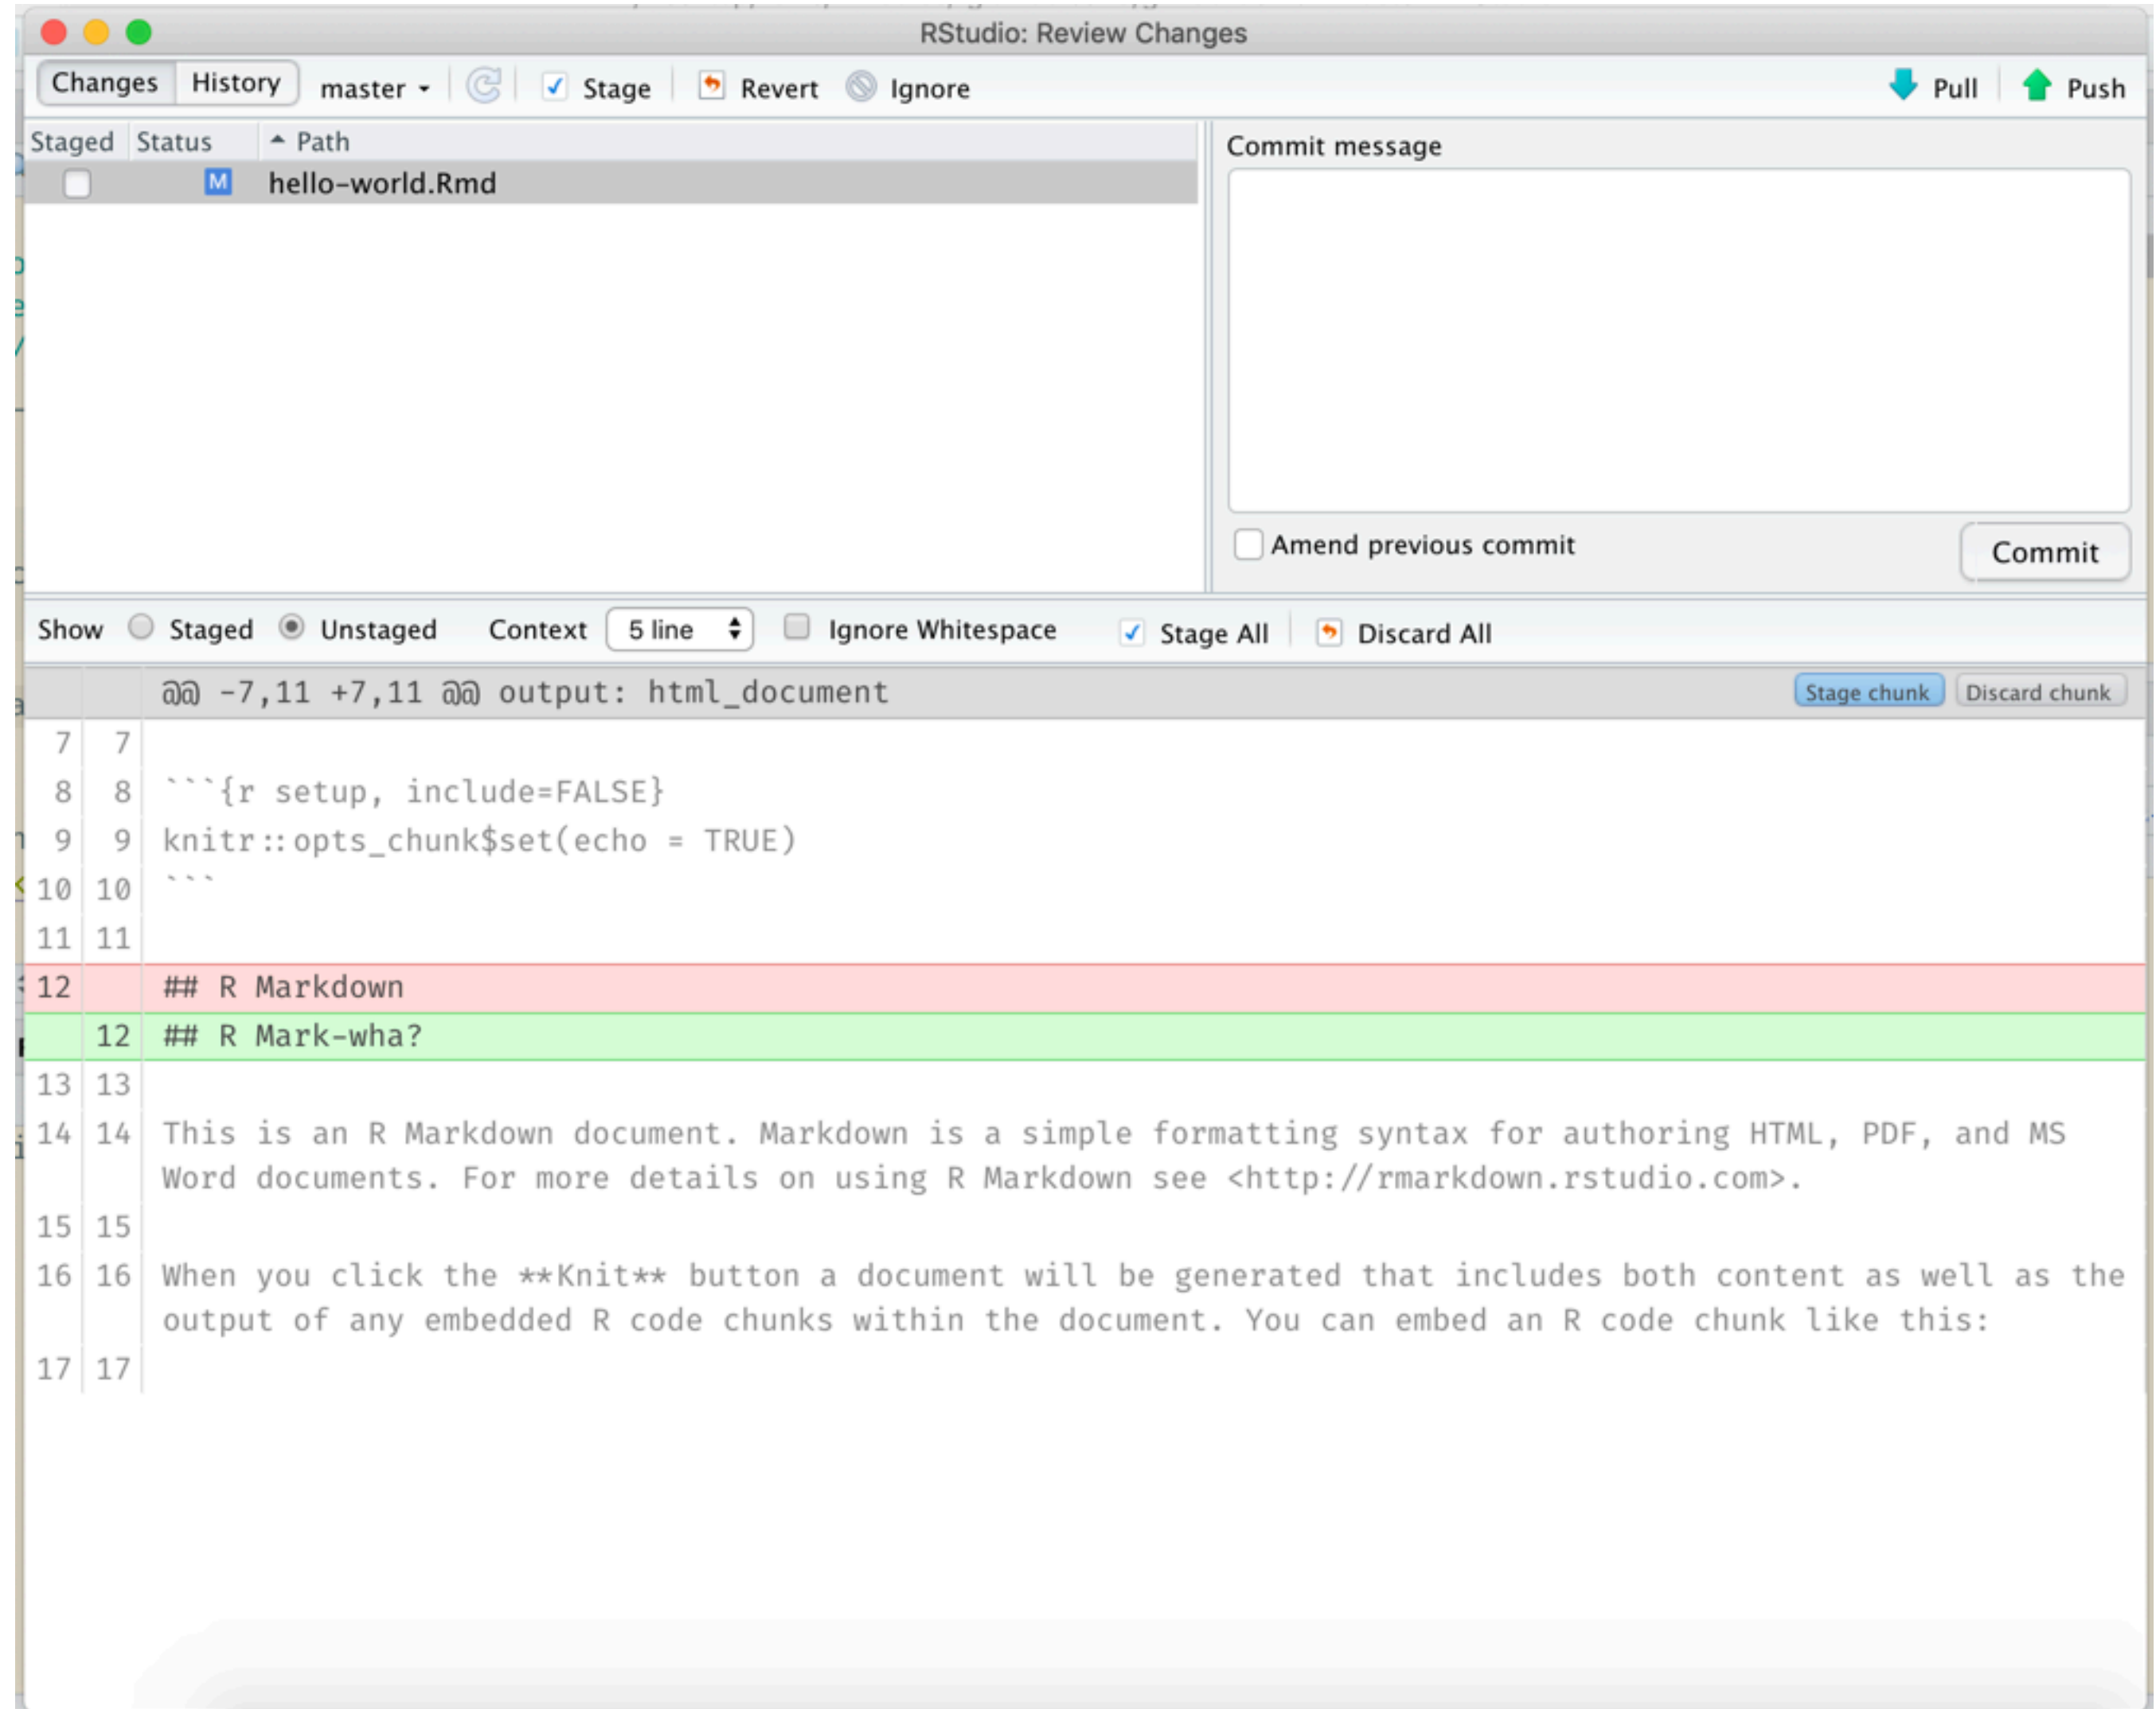 RStudio: Review Changes
Changes History master Stage Revert Ignore Pull Push
Staged Status Path
M hello-world.Rmd
Commit message
Amend previous commit Commit
Show Staged Unstaged Context 5 line Ignore Whitespace Stage All Discard All
@@ -7,11 +7,11 @@ output: html_document Stage chunk Discard chunk
7 7
8 8 ```{r setup, include=FALSE}
9 9 knitr::opts_chunk$set(echo = TRUE)
10 10 ```
11 11
12 ## R Markdown
12 ## R Mark-wha?
13 13
14 14 This is an R Markdown document. Markdown is a simple formatting syntax for authoring HTML, PDF, and MS
Word documents. For more details on using R Markdown see <http://rmarkdown.rstudio.com>.
15 15
16 16 When you click the **Knit** button a document will be generated that includes both content as well as the
output of any embedded R code chunks within the document. You can embed an R code chunk like this:
17 17